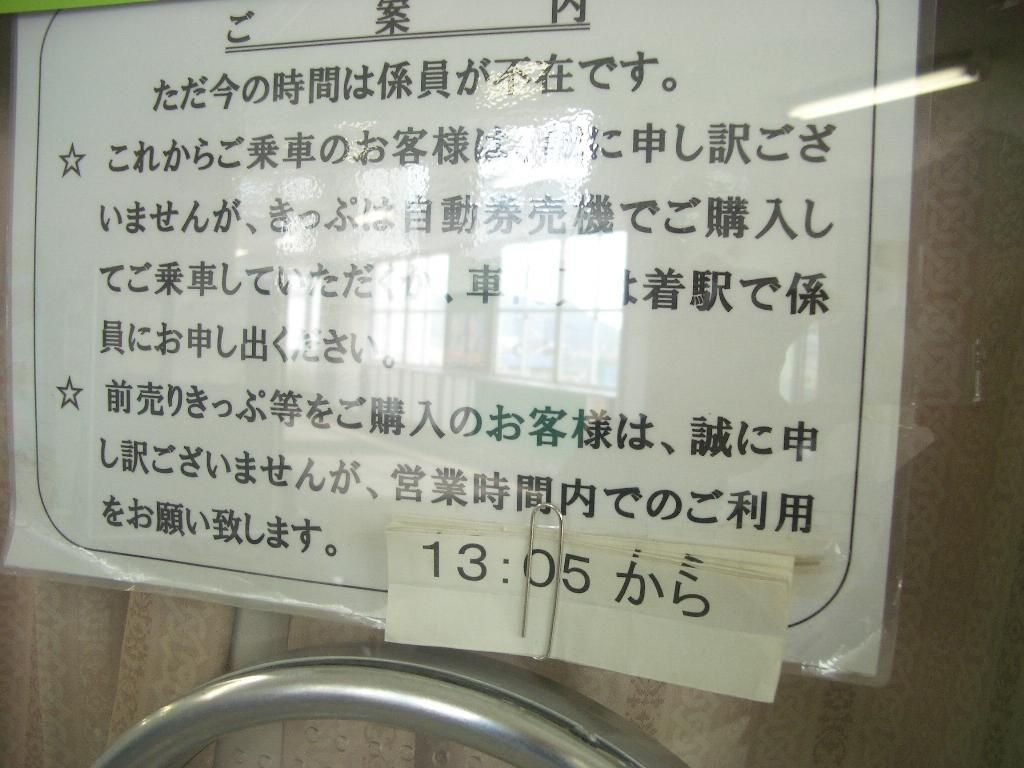 ご案内
ただ今の時間は係員が不在です。
☆ これからご乗車のお客様は に申し訳ござ
いませんが、きっぷは自動券売機でご購入し
てご乗車していただくか、車 は着駅で係
員にお申し出ください。
☆ 前売りきっぷ等をご購入のお客様は、誠に申
し訳ございませんが、営業時間内でのご利用
をお願い致します。
13:05から